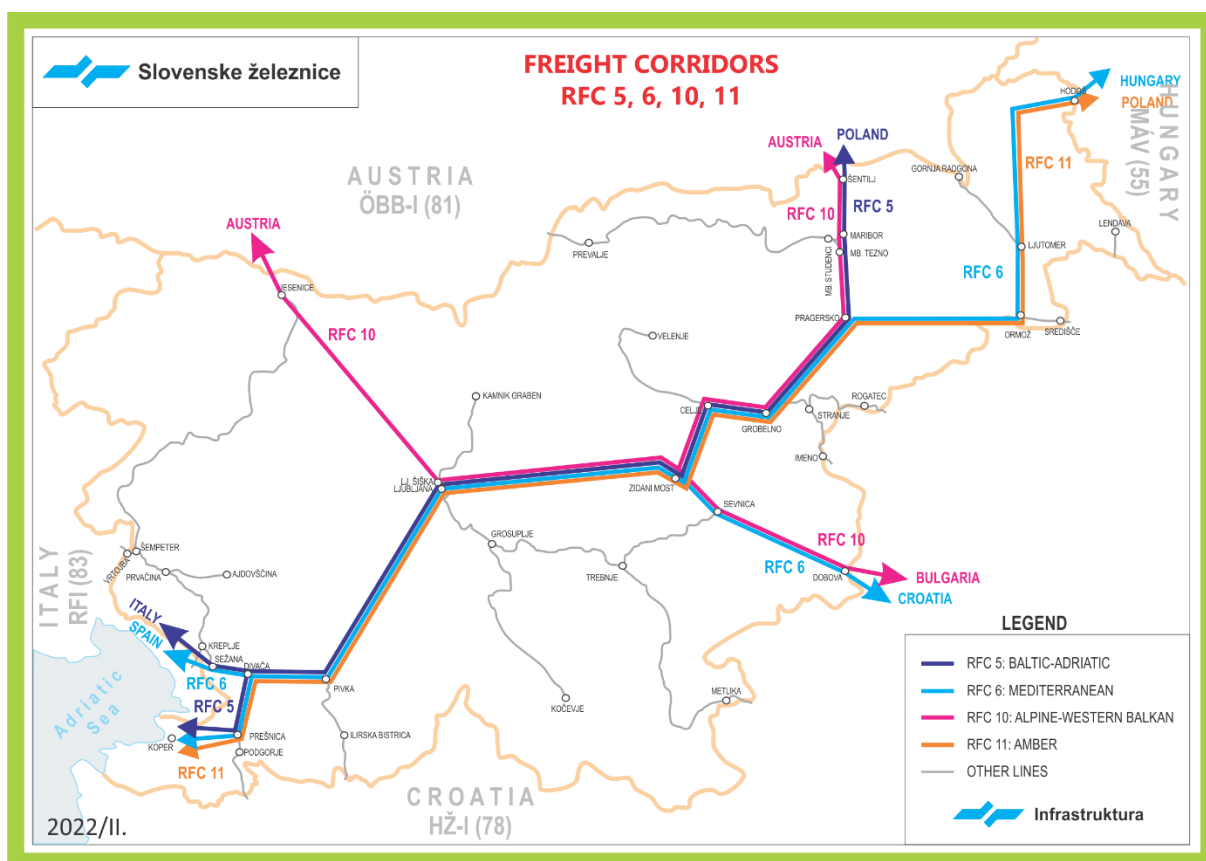 Slovenske železnice
FREIGHT CORRIDORS
RFC 5, 6, 10, 11
HUNGARY
HODOŠ
POLAND
HUNGARY
MÁV (55)
AUSTRIA
POLAND
AUSTRIA
ÖBB-I (81)
ŠENTILJ
GORNJA RADGONA
RFC 11
RFC 10
RFC 5
LENDAVA
AUSTRIA
MARIBOR
PREVALJE
MB. STUDENCI
MB. TEZNO
LJUTOMER
RFC 6
JESENICE
RFC 10
PRAGERSKO
ORMOŽ
SREDIŠČE
VELENJE
KAMNIK GRABEN
CELJE
GROBELNO
STRANJE
ROGATEC
IMENO
LJ. ŠIŠKA
LJUBLJANA
ZIDANI MOST
SEVNICA
GROSUPLJE
TREBNJE
RFC 10
RFC 6
DOBOVA
BULGARIA
CROATIA
ITALY
RFI (83)
VRTOJBA
ŠEMPETER
PRVAČINA
AJDOVŠČINA
ITALY
SPAIN
KREPLJE
SEŽANA
DIVAČA
RFC 6
RFC 5
PIVKA
KOČEVJE
METLIKA
Adriatic
Sea
KOPER
PREŠNICA
PODGORJE
ILIRSKA BISTRICA
RFC 11
CROATIA
HŽ-I (78)
2022/II.
LEGEND
RFC 5: BALTIC-ADRIATIC
RFC 6: MEDITERRANEAN
RFC 10: ALPINE-WESTERN BALKAN
RFC 11: AMBER
OTHER LINES
Infrastruktura